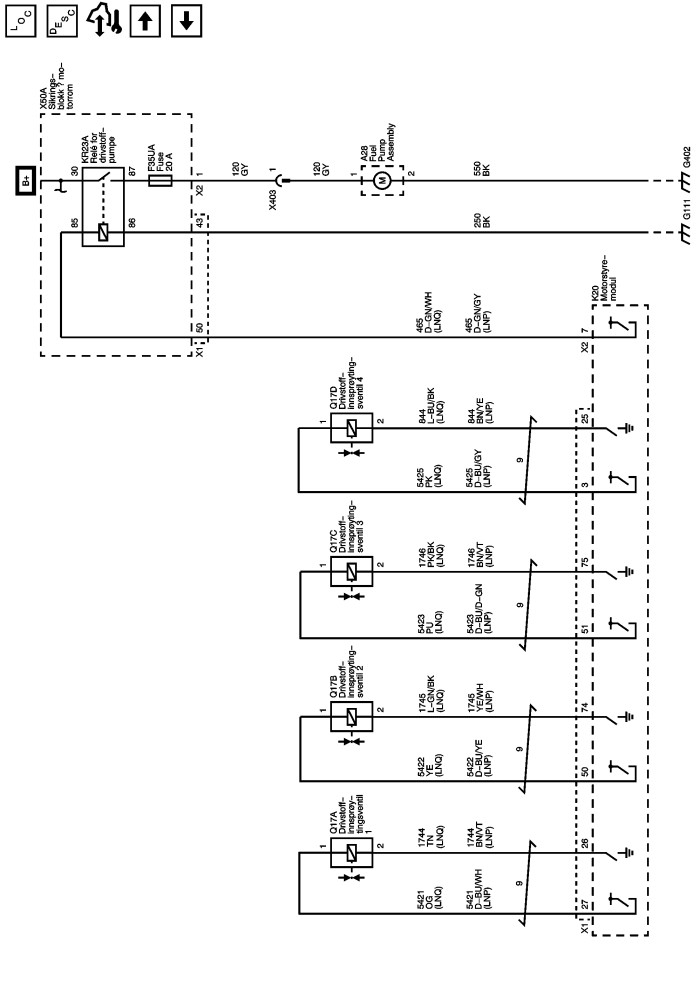 LOC
DESC
X50A
Sikrings-
blokk ? mo-
torrom
B+
KR23A
Relé for
drivstoff-
pumpe
30
87
85
86
F35UA
Fuse
20 A
1
X2
43
50
X1
120
GY
1
X403
120
GY
A28
Fuel
Pump
Assembly
1
M
2
550
BK
G402
250
BK
G111
465
D-GN/WH
(LNQ)
465
D-GN/GY
(LNP)
7
X2
K20
Motorstyre-
modul
Q17D
Drivstoff-
innsprøyting-
sventil 4
1
2
844
L-BU/BK
(LNQ)
844
BN/YE
(LNP)
25
5425
PK
(LNQ)
5425
D-BU/GY
(LNP)
9
3
Q17C
Drivstoff-
innsprøyting-
sventil 3
1
2
1746
PK/BK
(LNQ)
1746
BN/VT
(LNP)
75
5423
PU
(LNQ)
5423
D-BU/D-GN
(LNP)
9
51
Q17B
Drivstoff-
innsprøyting-
sventil 2
1
2
1745
L-GN/BK
(LNQ)
1745
YE/WH
(LNP)
74
5422
YE
(LNQ)
5422
D-BU/YE
(LNP)
9
50
Q17A
Drivstoff-
innsprøy-
tingsventil
1
1
2
1744
TN
(LNQ)
1744
BN/VT
(LNP)
26
5421
OG
(LNQ)
5421
D-BU/WH
(LNP)
9
27
X1